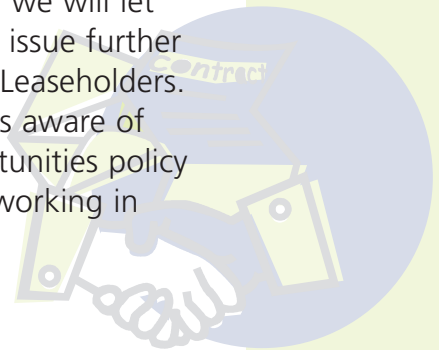 we will let
issue further
contract
Leaseholders.
s aware of
tunities policy
working in